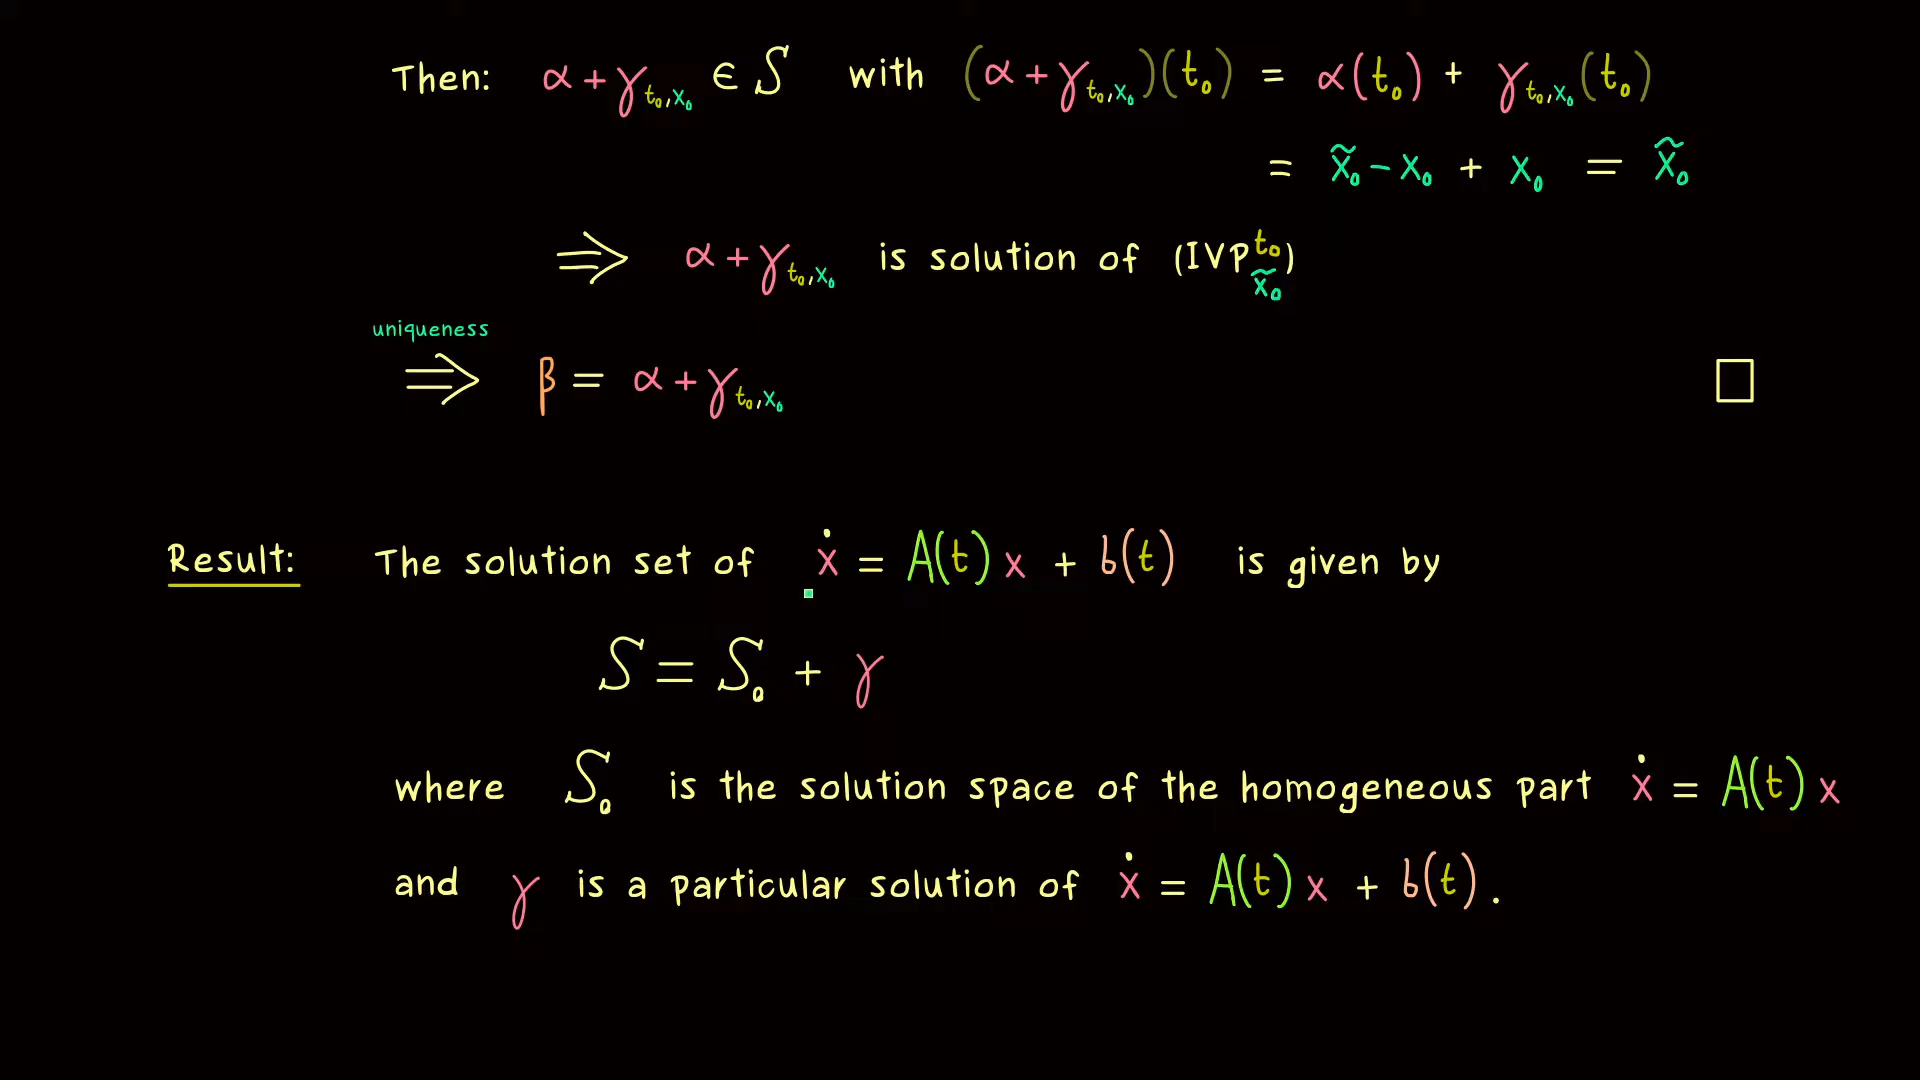 Then: α + γ_{t₀,x₀} ∈ S with (α + γ_{t₀,x₀})(t₀) = α(t₀) + γ_{t₀,x₀}(t₀)
= x̃₀ - x₀ + x₀ = x̃₀
⇒ α + γ_{t₀,x₀} is solution of (IVP^{t₀}_{x̃₀})
uniqueness
⇒ β = α + γ_{t₀,x₀} □
Result: The solution set of ẋ = A(t) x + b(t) is given by
S = S₀ + γ
where S₀ is the solution space of the homogeneous part ẋ = A(t) x
and γ is a particular solution of ẋ = A(t) x + b(t).